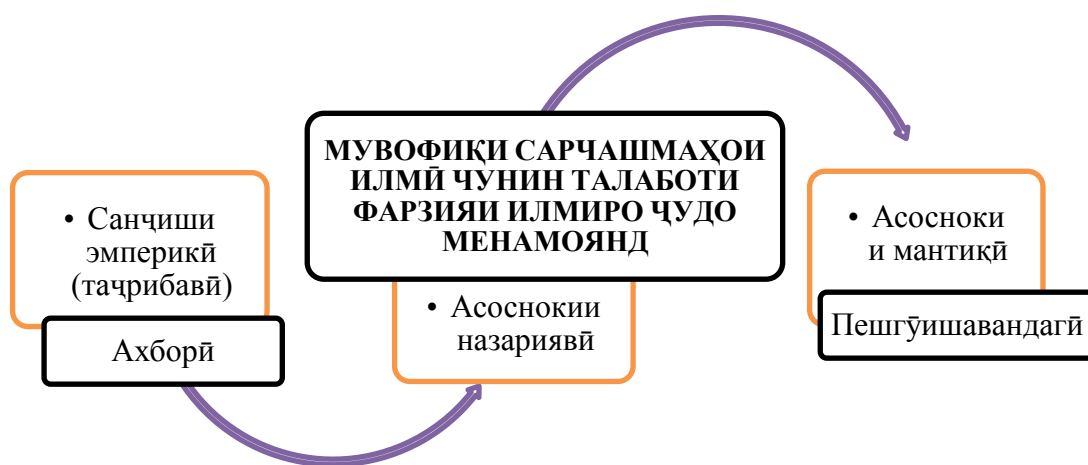 • Санҷиши
эмперикӣ
(таҷрибавӣ)
Ахборӣ
МУВОФИҚИ САРЧАШМАҲОИ
ИЛМӢ ЧУНИН ТАЛАБОТИ
ФАРЗИЯИ ИЛМИРО ҶУДО
МЕНАМОЯНД
• Асоснокии
назариявӣ
• Асосноки
и мантиқӣ
Пешгӯишавандагӣ